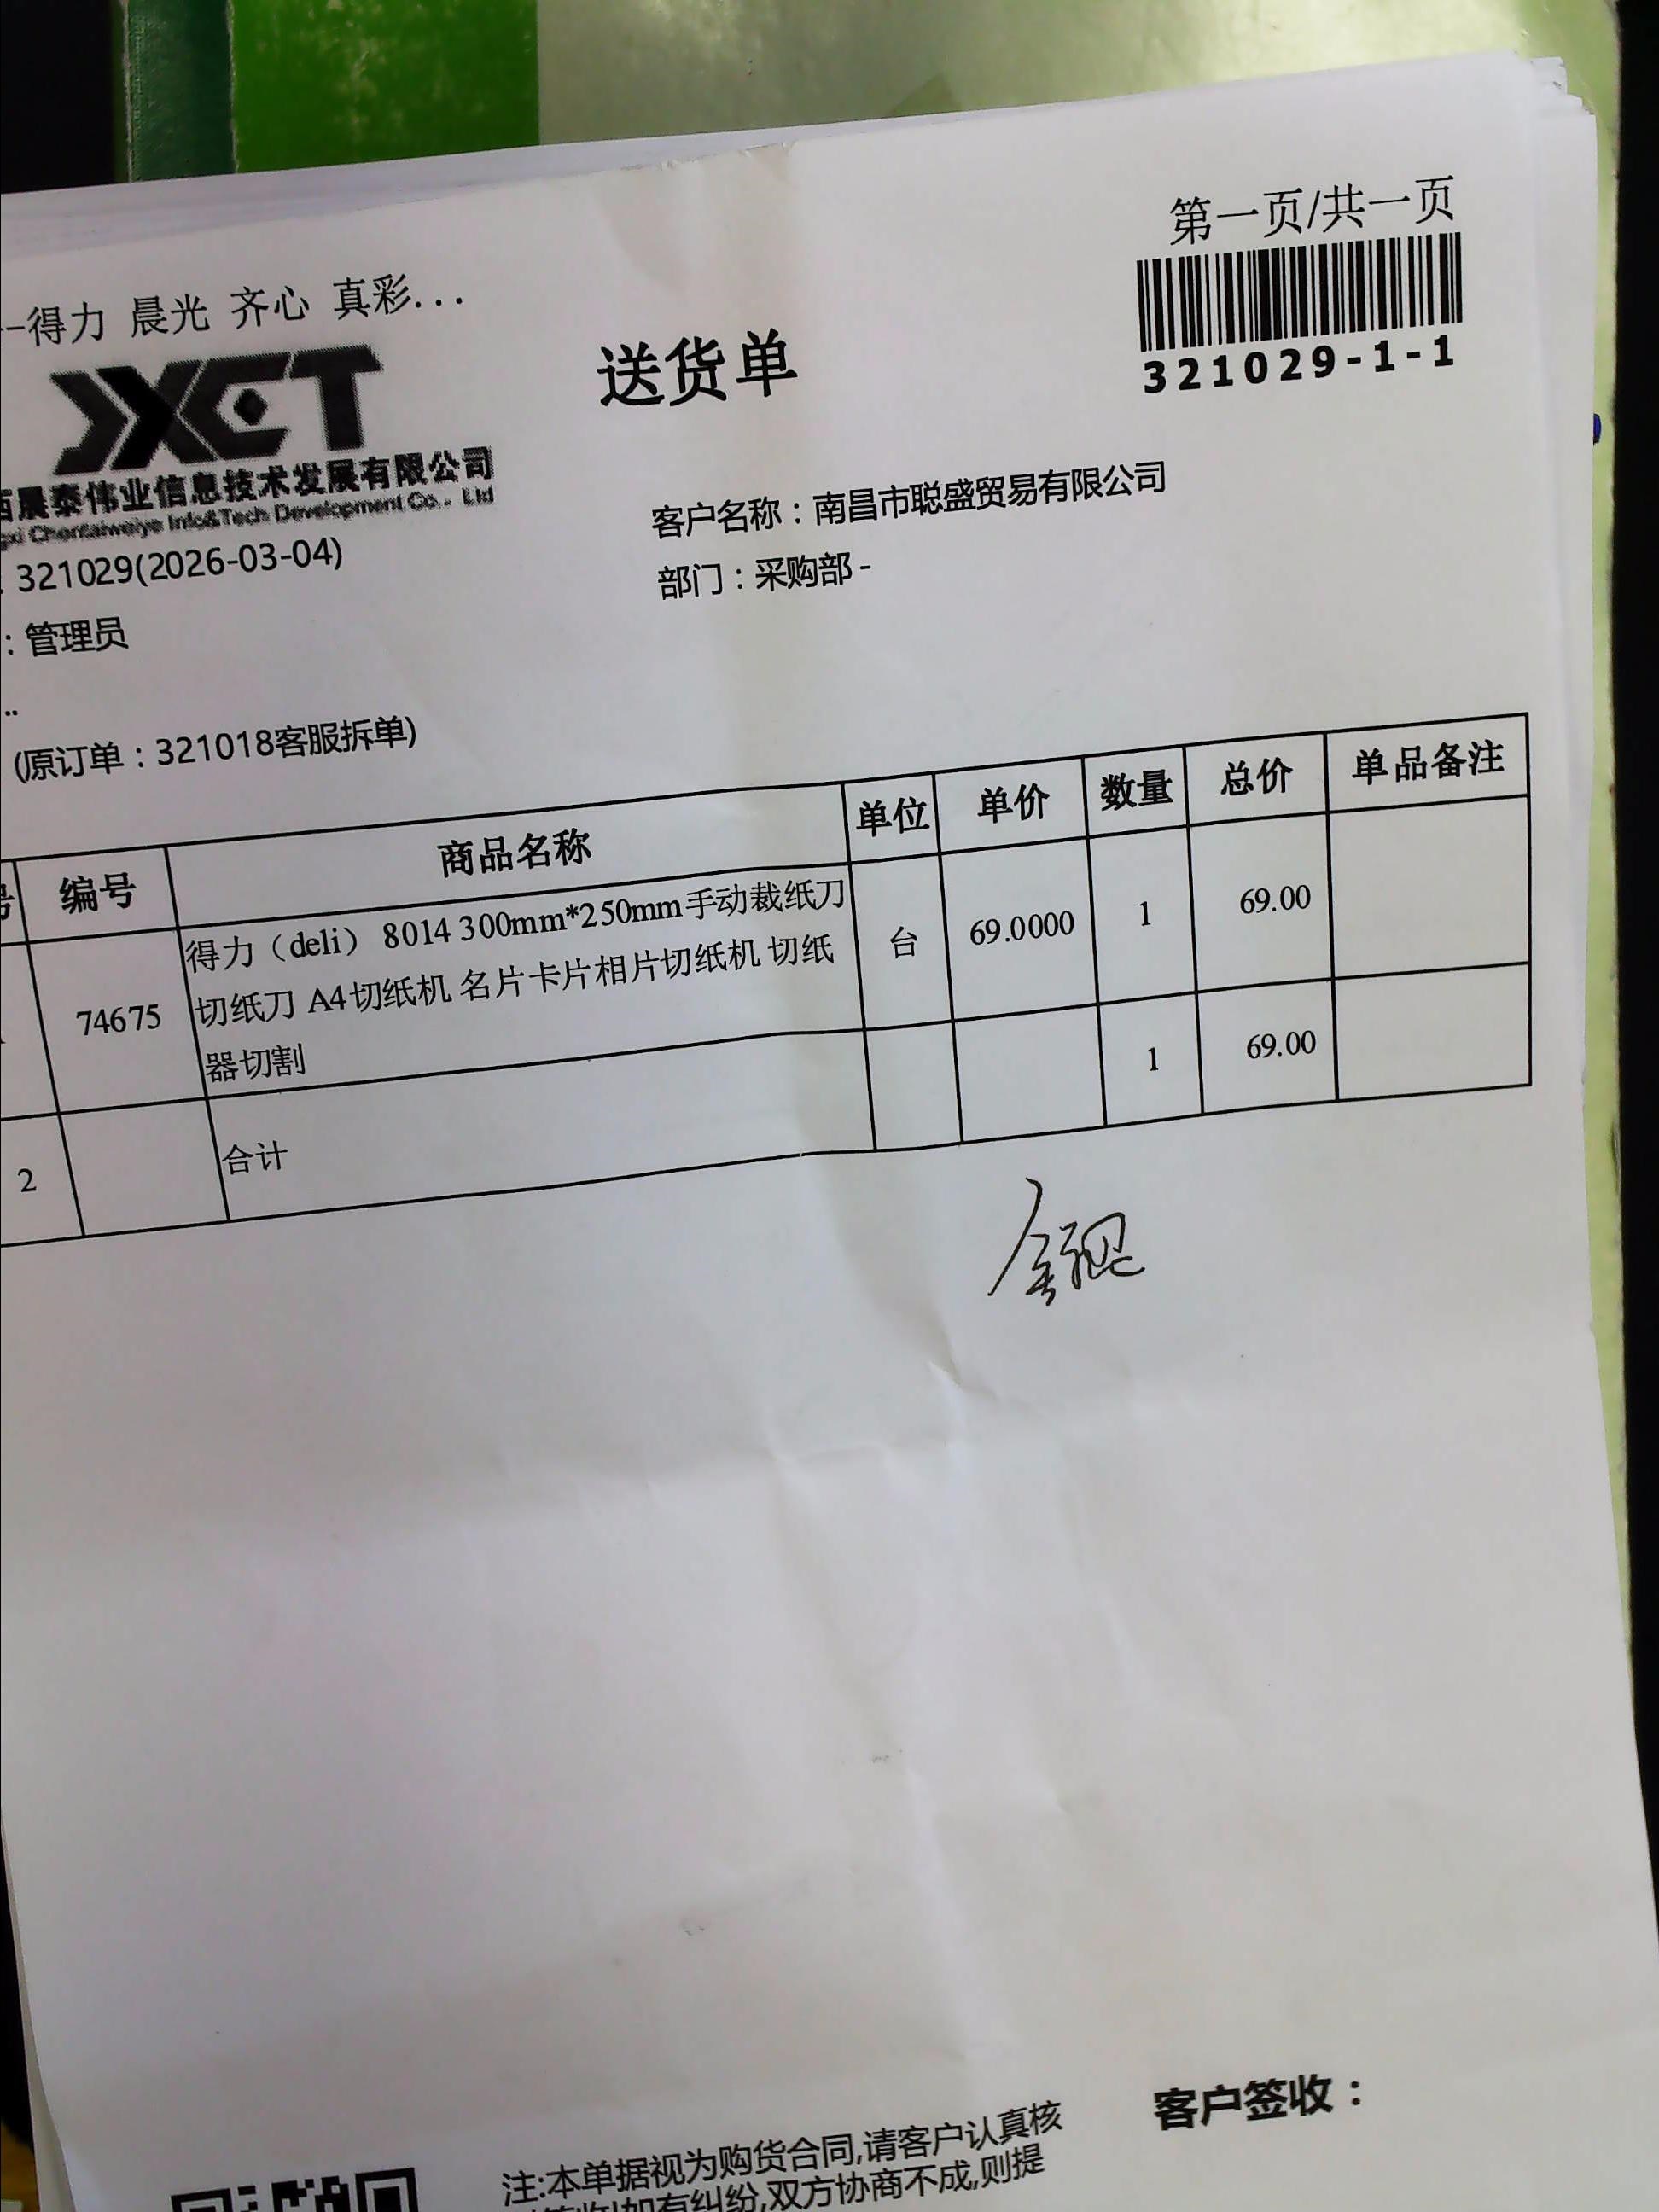 第一页/共一页
--得力 晨光 齐心 真彩...
321029-1-1
送货单
西晨泰伟业信息技术发展有限公司
gxi Chentaiweiye Info&Tech Development Co., Ltd
321029(2026-03-04)
客户名称：南昌市聪盛贸易有限公司
部门：采购部 -
：管理员
..
(原订单：321018客服拆单)
号 编号 商品名称 单位 单价 数量 总价 单品备注
74675 得力（deli） 8014 300mm*250mm手动裁纸刀 台 69.0000 1 69.00
切纸刀 A4切纸机 名片卡片相片切纸机 切纸
器切割
2 合计 1 69.00
客户签收：
注:本单据视为购货合同,请客户认真核
如有纠纷,双方协商不成,则提